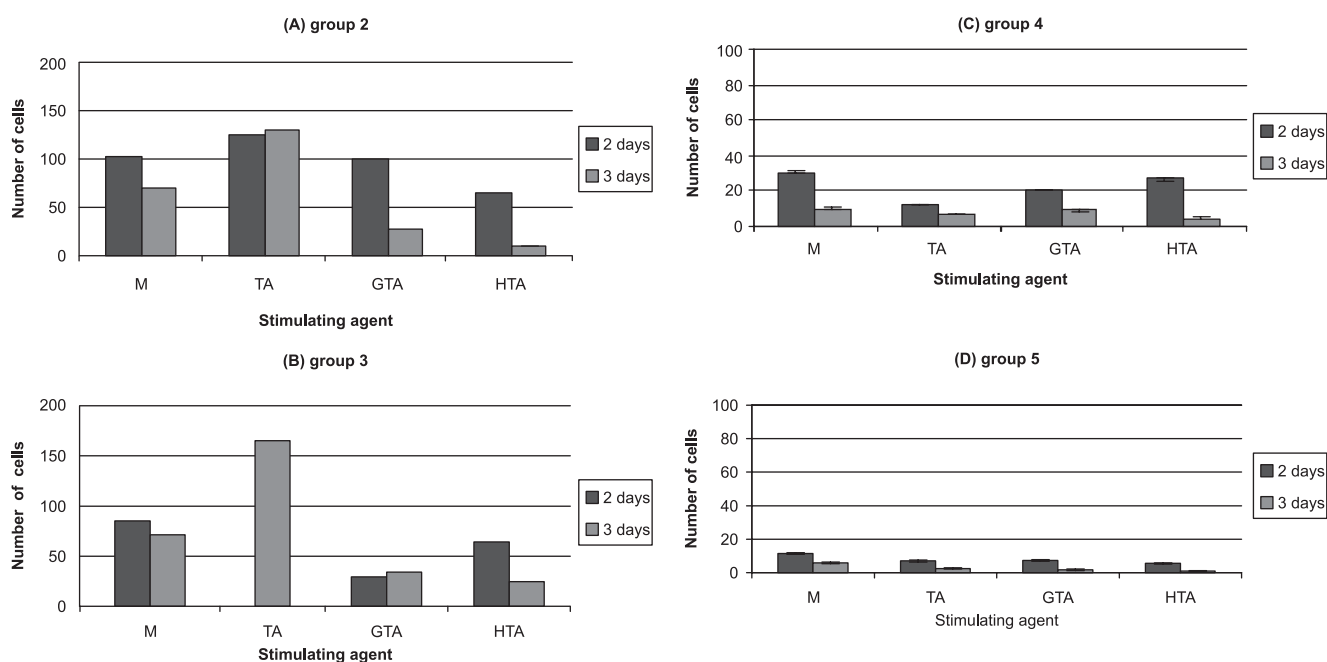 (A) group 2
200
150
100
50
0
Number of cells
M TA GTA HTA
Stimulating agent
2 days
3 days
(B) group 3
200
150
100
50
0
Number of cells
M TA GTA HTA
Stimulating agent
2 days
3 days
(C) group 4
100
80
60
40
20
0
Number of cells
M TA GTA HTA
Stimulating agent
2 days
3 days
(D) group 5
100
80
60
40
20
0
Number of cells
M TA GTA HTA
Stimulating agent
2 days
3 days